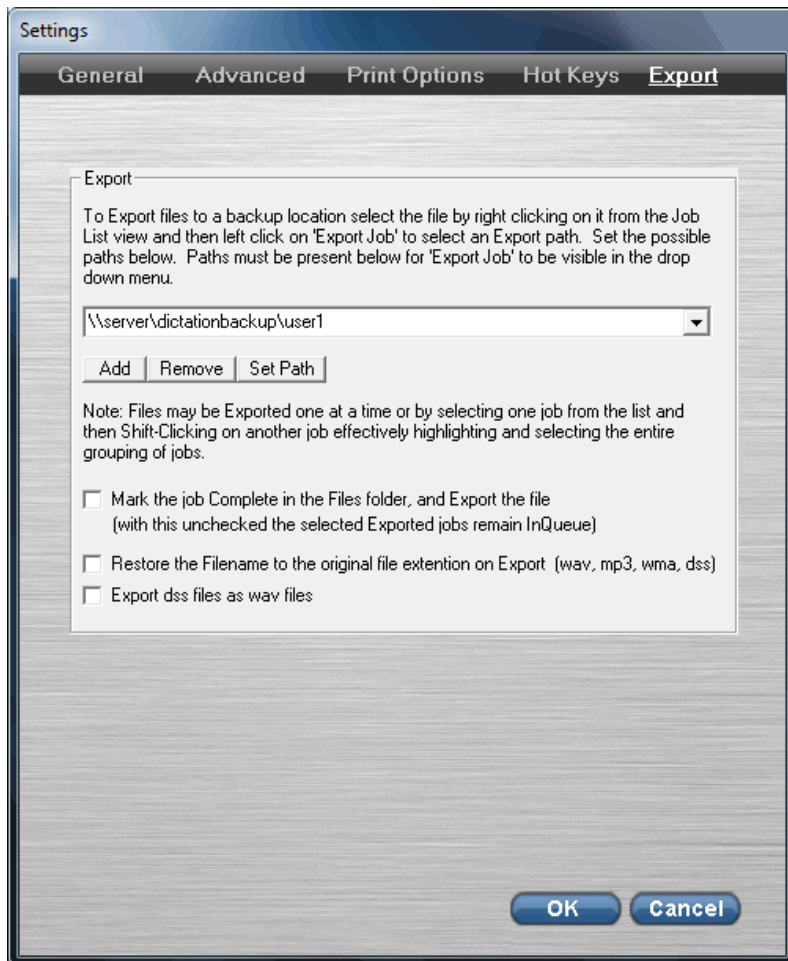 Settings
General Advanced Print Options Hot Keys Export
Export
To Export files to a backup location select the file by right clicking on it from the Job
List view and then left click on 'Export Job' to select an Export path. Set the possible
paths below. Paths must be present below for 'Export Job' to be visible in the drop
down menu.
\\server\dictationbackup\user1
Add Remove Set Path
Note: Files may be Exported one at a time or by selecting one job from the list and
then Shift-Clicking on another job effectively highlighting and selecting the entire
grouping of jobs.
Mark the job Complete in the Files folder, and Export the file
(with this unchecked the selected Exported jobs remain InQueue)
Restore the Filename to the original file extention on Export (wav, mp3, wma, dss)
Export dss files as wav files
OK Cancel